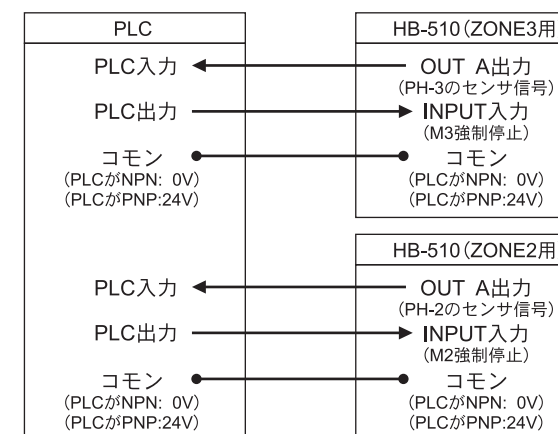 PLC
PLC入力
PLC出力
コモン
(PLCがNPN: 0V)
(PLCがPNP:24V)
PLC入力
PLC出力
コモン
(PLCがNPN: 0V)
(PLCがPNP:24V)
HB-510(ZONE3用
OUT A出力
(PH-3のセンサ信号)
INPUT入力
(M3強制停止)
コモン
(PLCがNPN: 0V)
(PLCがPNP:24V)
HB-510(ZONE2用
OUT A出力
(PH-2のセンサ信号)
INPUT入力
(M2強制停止)
コモン
(PLCがNPN: 0V)
(PLCがPNP:24V)